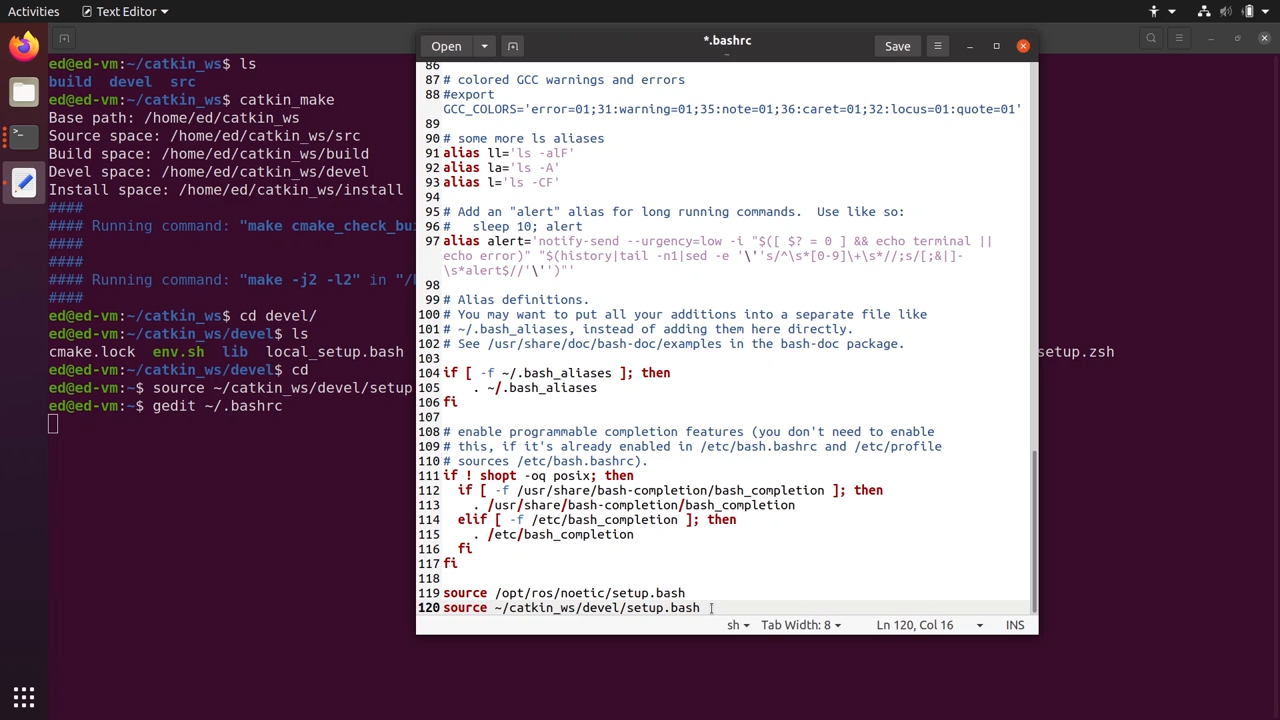 Activities Text Editor
ed@ed-vm:~/catkin_ws$ ls
build devel src
ed@ed-vm:~/catkin_ws$ catkin_make
Base path: /home/ed/catkin_ws
Source space: /home/ed/catkin_ws/src
Build space: /home/ed/catkin_ws/build
Devel space: /home/ed/catkin_ws/devel
Install space: /home/ed/catkin_ws/install
####
#### Running command: "make cmake_check_bu
####
####
#### Running command: "make -j2 -l2" in "/
####
ed@ed-vm:~/catkin_ws$ cd devel/
ed@ed-vm:~/catkin_ws/devel$ ls
cmake.lock env.sh lib local_setup.bash setup.zsh
ed@ed-vm:~/catkin_ws/devel$ cd
ed@ed-vm:~$ source ~/catkin_ws/devel/setup
ed@ed-vm:~$ gedit ~/.bashrc
Open *.bashrc Save
86
87 # colored GCC warnings and errors
88 #export
GCC_COLORS='error=01;31:warning=01;35:note=01;36:caret=01;32:locus=01:quote=01'
89
90 # some more ls aliases
91 alias ll='ls -alF'
92 alias la='ls -A'
93 alias l='ls -CF'
94
95 # Add an "alert" alias for long running commands.  Use like so:
96 #   sleep 10; alert
97 alias alert='notify-send --urgency=low -i "$([ $? = 0 ] && echo terminal ||
echo error)" "$(history|tail -n1|sed -e '\''s/^\s*[0-9]\+\s*//;s/[;&|]-
\s*alert$//'\'')"'
98
99 # Alias definitions.
100 # You may want to put all your additions into a separate file like
101 # ~/.bash_aliases, instead of adding them here directly.
102 # See /usr/share/doc/bash-doc/examples in the bash-doc package.
103
104 if [ -f ~/.bash_aliases ]; then
105     . ~/.bash_aliases
106 fi
107
108 # enable programmable completion features (you don't need to enable
109 # this, if it's already enabled in /etc/bash.bashrc and /etc/profile
110 # sources /etc/bash.bashrc).
111 if ! shopt -oq posix; then
112   if [ -f /usr/share/bash-completion/bash_completion ]; then
113     . /usr/share/bash-completion/bash_completion
114   elif [ -f /etc/bash_completion ]; then
115     . /etc/bash_completion
116   fi
117 fi
118
119 source /opt/ros/noetic/setup.bash
120 source ~/catkin_ws/devel/setup.bash
sh Tab Width: 8 Ln 120, Col 16 INS